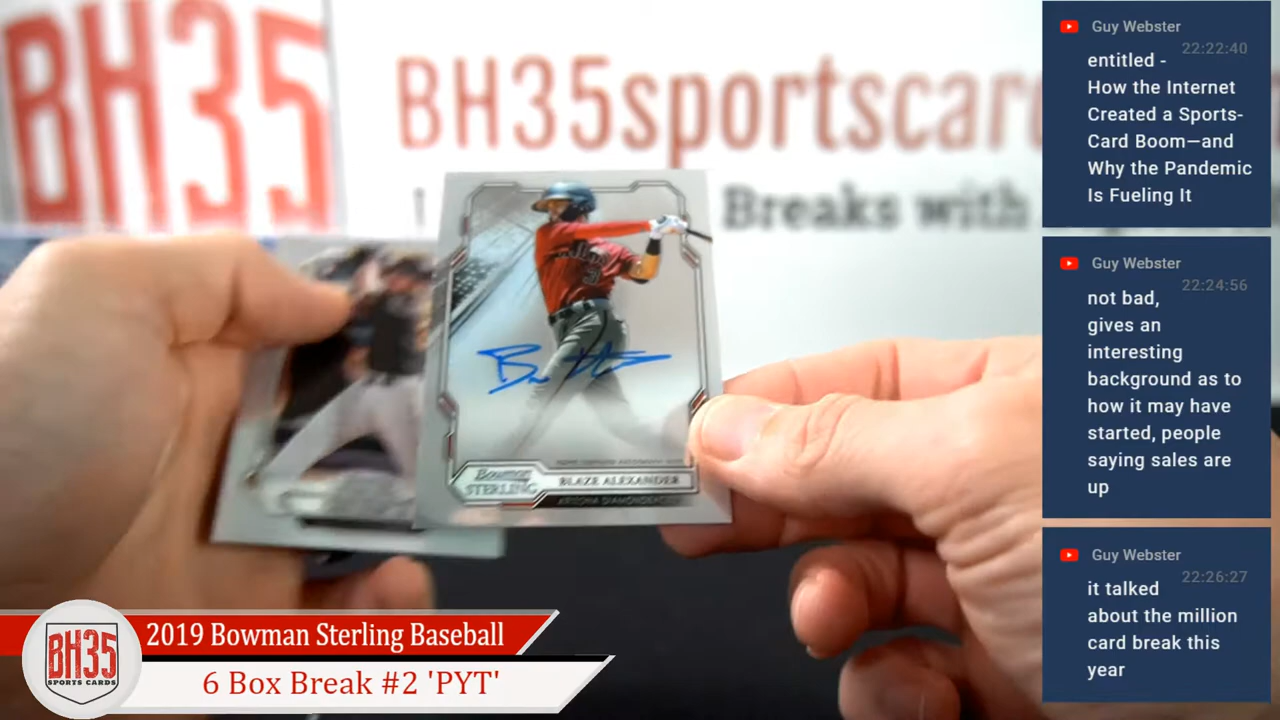 BH35
BH35sportscar
Breaks with
Bowman
STERLING
BLAZE ALEXANDER
ARIZONA DIAMONDBACKS
BH35
SPORTS CARDS
2019 Bowman Sterling Baseball
6 Box Break #2 'PYT'
Guy Webster
22:22:40
entitled -
How the Internet
Created a Sports-
Card Boom—and
Why the Pandemic
Is Fueling It
Guy Webster
22:24:56
not bad,
gives an
interesting
background as to
how it may have
started, people
saying sales are
up
Guy Webster
22:26:27
it talked
about the million
card break this
year